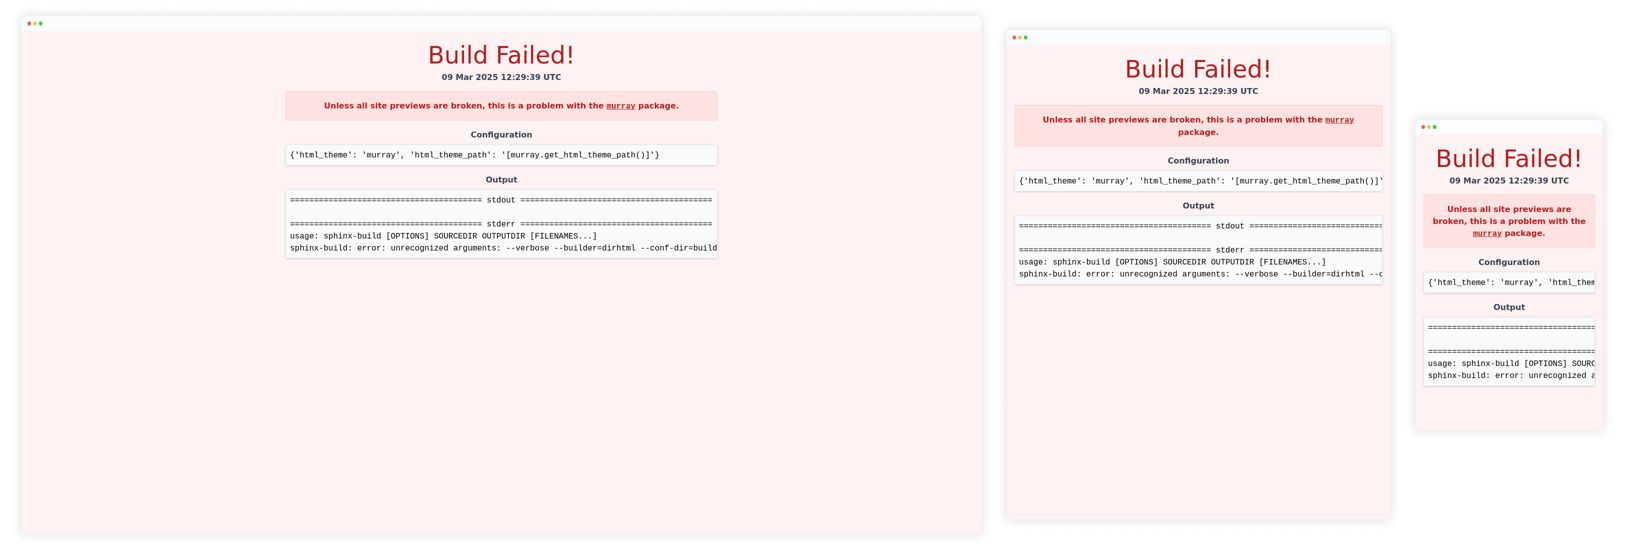 Build Failed!
09 Mar 2025 12:29:39 UTC
Unless all site previews are broken, this is a problem with the murray package.
Configuration
{'html_theme': 'murray', 'html_theme_path': '[murray.get_html_theme_path()]'}
Output
======================================== stdout ========================================
======================================== stderr ========================================
usage: sphinx-build [OPTIONS] SOURCEDIR OUTPUTDIR [FILENAMES...]
sphinx-build: error: unrecognized arguments: --verbose --builder=dirhtml --conf-dir=build
Build Failed!
09 Mar 2025 12:29:39 UTC
Unless all site previews are broken, this is a problem with the murray
package.
Configuration
{'html_theme': 'murray', 'html_theme_path': '[murray.get_html_theme_path()]'
Output
======================================== stdout ============================
======================================== stderr ============================
usage: sphinx-build [OPTIONS] SOURCEDIR OUTPUTDIR [FILENAMES...]
sphinx-build: error: unrecognized arguments: --verbose --builder=dirhtml --c
Build Failed!
09 Mar 2025 12:29:39 UTC
Unless all site previews are
broken, this is a problem with the
murray package.
Configuration
{'html_theme': 'murray', 'html_them
Output
===================================
===================================
usage: sphinx-build [OPTIONS] SOURC
sphinx-build: error: unrecognized a